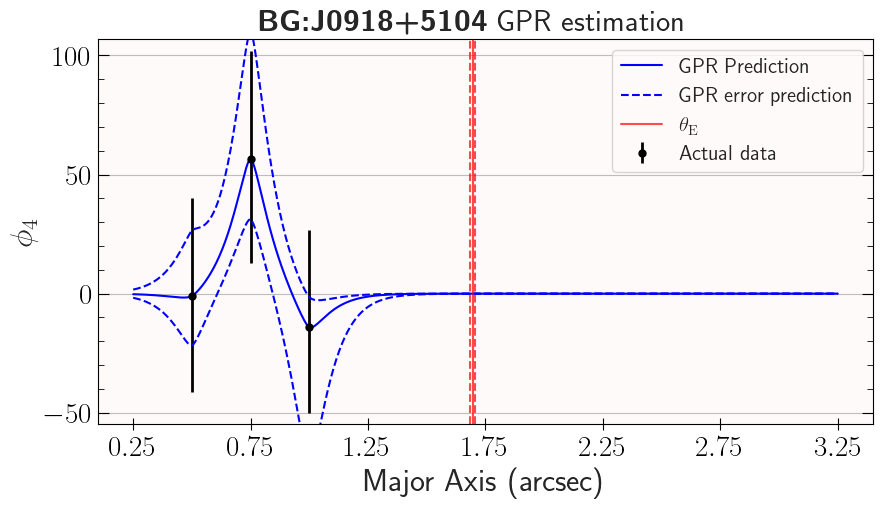 BG:J0918+5104 GPR estimation
100
50
0
−50
ϕ4
0.25 0.75 1.25 1.75 2.25 2.75 3.25
Major Axis (arcsec)
GPR Prediction
GPR error prediction
θE
Actual data